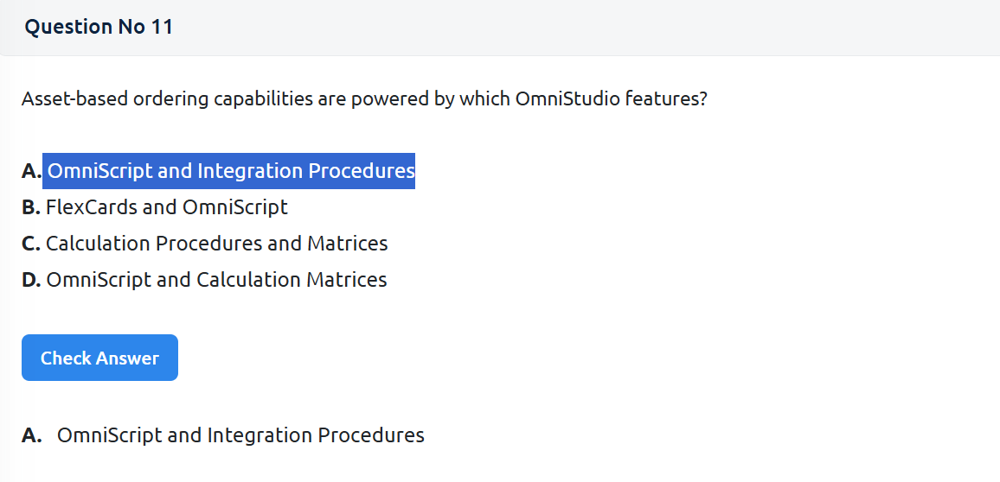 Question No 11
Asset-based ordering capabilities are powered by which OmniStudio features?
A. OmniScript and Integration Procedures
B. FlexCards and OmniScript
C. Calculation Procedures and Matrices
D. OmniScript and Calculation Matrices
Check Answer
A. OmniScript and Integration Procedures